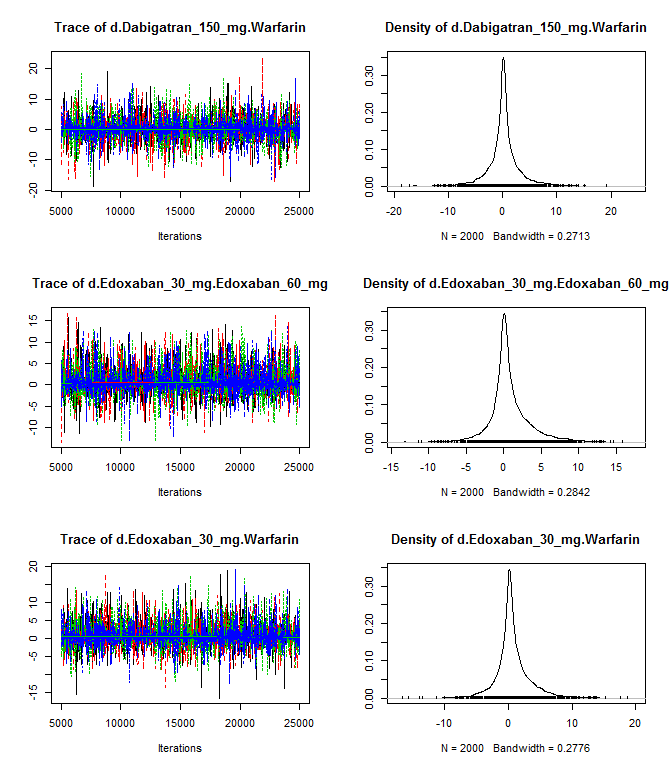 Trace of d.Dabigatran_150_mg.Warfarin
20
10
0
-10
-20
5000 10000 15000 20000 25000
Iterations
Density of d.Dabigatran_150_mg.Warfarin
0.30
0.20
0.10
0.00
-20 -10 0 10 20
N = 2000 Bandwidth = 0.2713
Trace of d.Edoxaban_30_mg.Edoxaban_60_mg
15
10
5
0
-5
-10
5000 10000 15000 20000 25000
Iterations
Density of d.Edoxaban_30_mg.Edoxaban_60_mg
0.30
0.20
0.10
0.00
-15 -10 -5 0 5 10 15
N = 2000 Bandwidth = 0.2842
Trace of d.Edoxaban_30_mg.Warfarin
20
10
5
0
-5
-15
5000 10000 15000 20000 25000
Iterations
Density of d.Edoxaban_30_mg.Warfarin
0.30
0.20
0.10
0.00
-10 0 10 20
N = 2000 Bandwidth = 0.2776